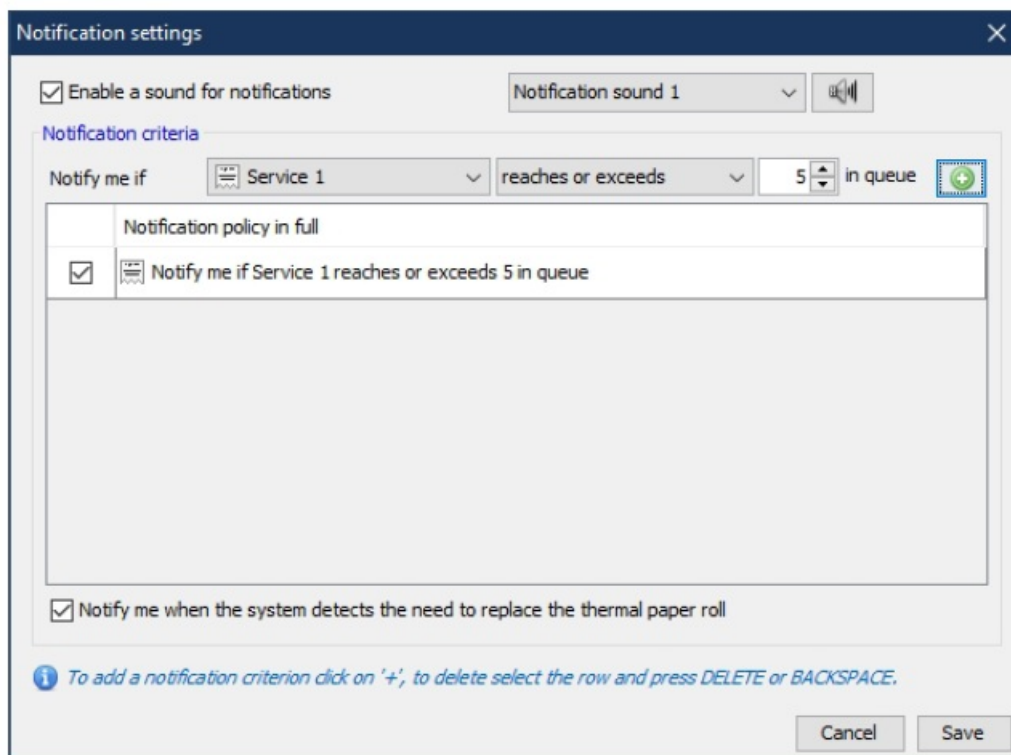 Notification settings
Enable a sound for notifications Notification sound 1
Notification criteria
Notify me if Service 1 reaches or exceeds 5 in queue
Notification policy in full
Notify me if Service 1 reaches or exceeds 5 in queue
Notify me when the system detects the need to replace the thermal paper roll
To add a notification criterion click on '+', to delete select the row and press DELETE or BACKSPACE.
Cancel Save